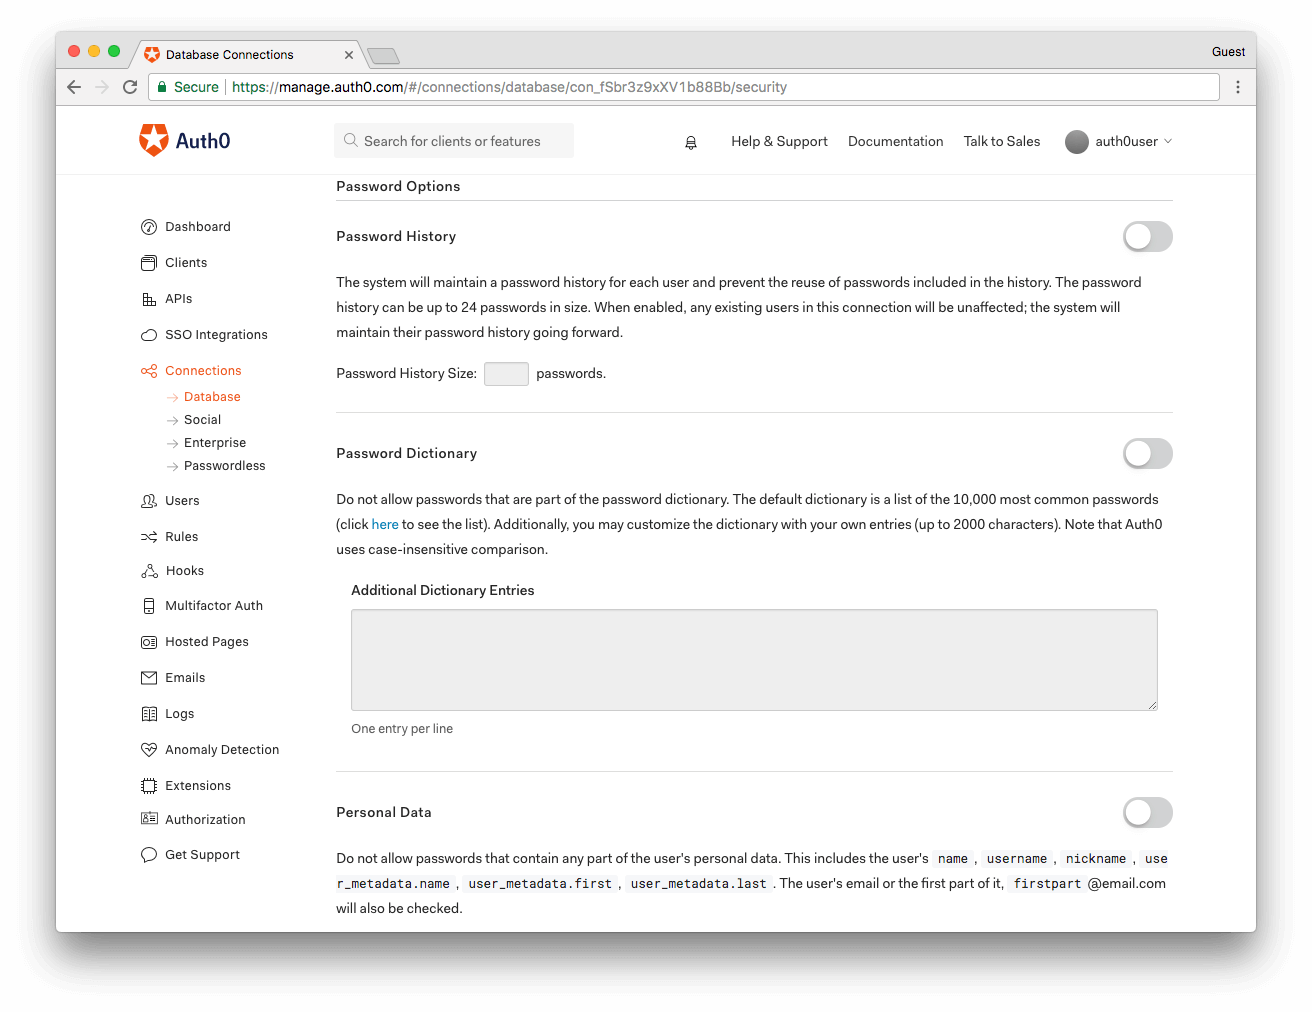 Database Connections
Guest
Secure https://manage.auth0.com/#/connections/database/con_fSbr3z9xXV1b88Bb/security
Auth0
Search for clients or features
Help & Support
Documentation
Talk to Sales
auth0user
Dashboard
Clients
APIs
SSO Integrations
Connections
Database
Social
Enterprise
Passwordless
Users
Rules
Hooks
Multifactor Auth
Hosted Pages
Emails
Logs
Anomaly Detection
Extensions
Authorization
Get Support
Password Options
Password History
The system will maintain a password history for each user and prevent the reuse of passwords included in the history. The password
history can be up to 24 passwords in size. When enabled, any existing users in this connection will be unaffected; the system will
maintain their password history going forward.
Password History Size: passwords.
Password Dictionary
Do not allow passwords that are part of the password dictionary. The default dictionary is a list of the 10,000 most common passwords
(click here to see the list). Additionally, you may customize the dictionary with your own entries (up to 2000 characters). Note that Auth0
uses case-insensitive comparison.
Additional Dictionary Entries
One entry per line
Personal Data
Do not allow passwords that contain any part of the user's personal data. This includes the user's name , username , nickname , use
r_metadata.name , user_metadata.first , user_metadata.last . The user's email or the first part of it, firstpart @email.com
will also be checked.